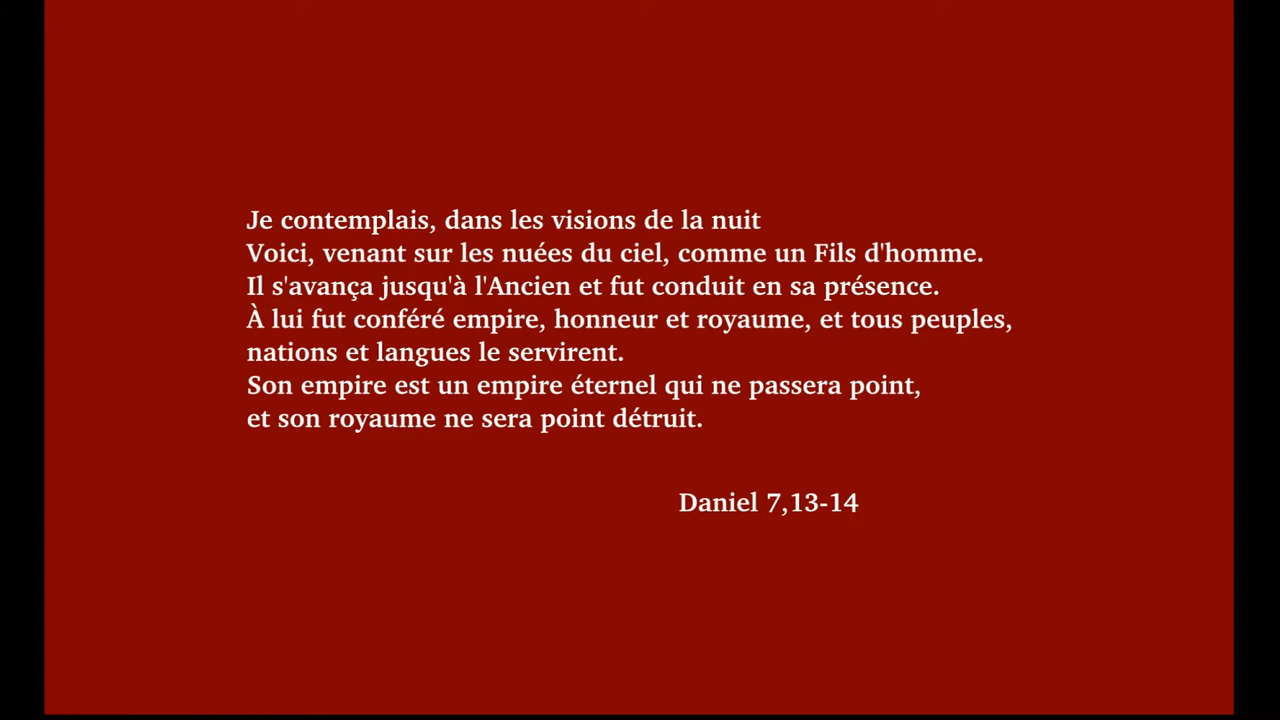 Je contemplais, dans les visions de la nuit
Voici, venant sur les nuées du ciel, comme un Fils d'homme.
Il s'avança jusqu'à l'Ancien et fut conduit en sa présence.
À lui fut conféré empire, honneur et royaume, et tous peuples,
nations et langues le servirent.
Son empire est un empire éternel qui ne passera point,
et son royaume ne sera point détruit.
Daniel 7,13-14